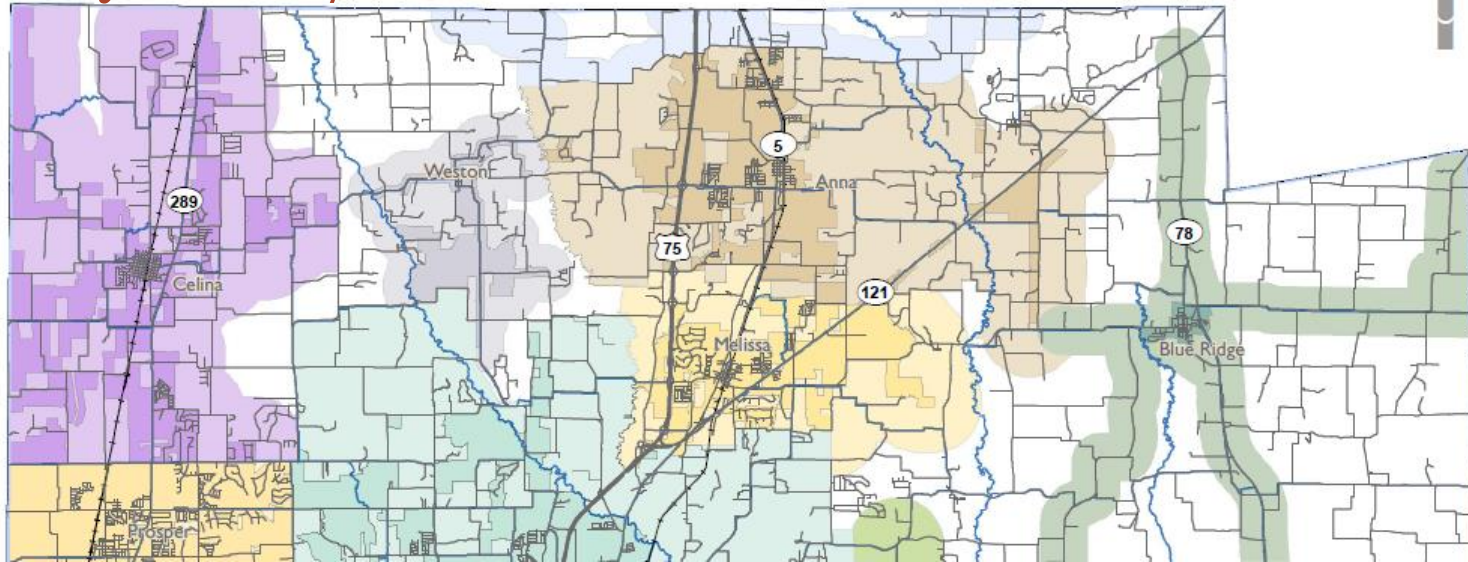 5
Weston
Anna
289
78
75
Celina
121
Melissa
Blue Ridge
Prosper